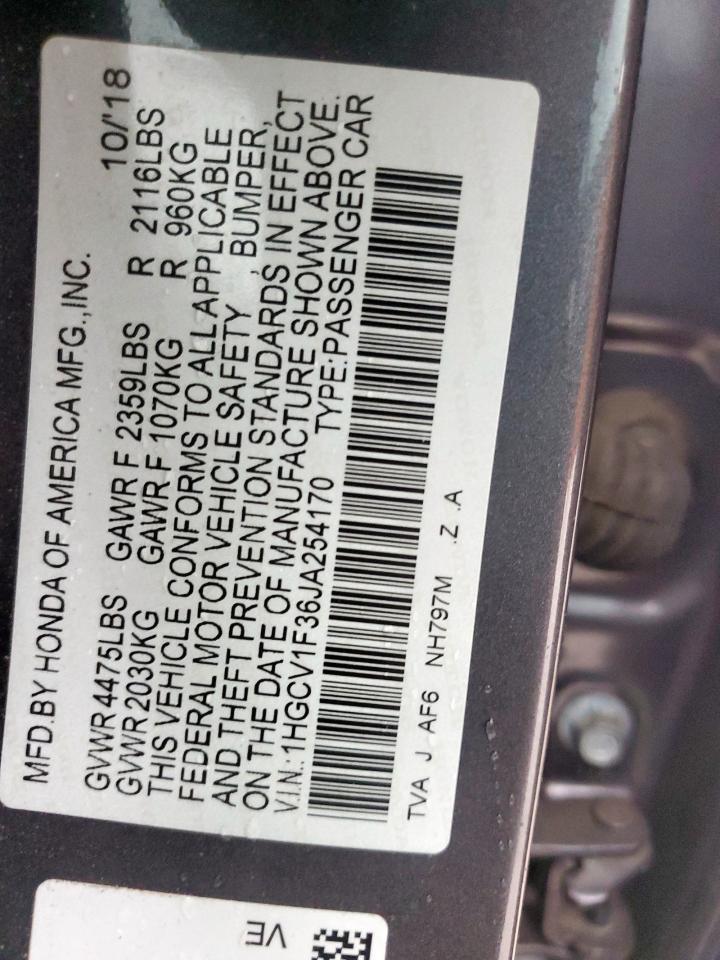 MFD.BY HONDA OF AMERICA MFG.,INC. 10/'18
GVWR 4475LBS GAWR F 2359LBS R 2116LBS
GVWR 2030KG GAWR F 1070KG R 960KG
THIS VEHICLE CONFORMS TO ALL APPLICABLE
FEDERAL MOTOR VEHICLE SAFETY , BUMPER,
AND THEFT PREVENTION STANDARDS IN EFFECT
ON THE DATE OF MANUFACTURE SHOWN ABOVE.
V.I.N.:1HGCV1F36JA254170 TYPE:PASSENGER CAR
TVA J AF6 NH797M .Z .A
VE